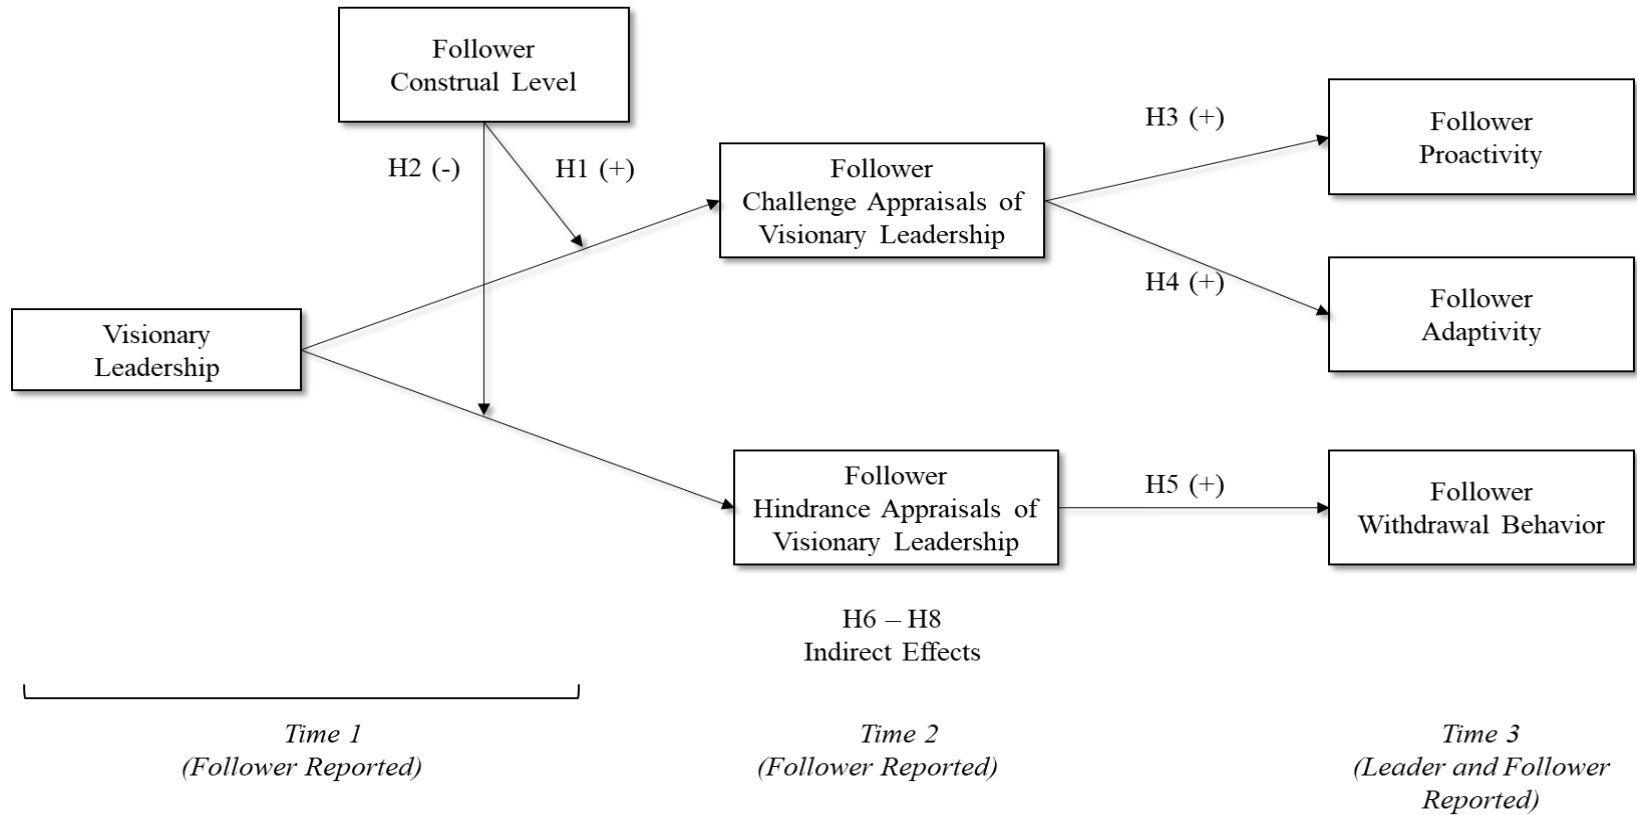 Follower
Construal Level
H2 (-)
H1 (+)
Visionary
Leadership
Follower
Challenge Appraisals of
Visionary Leadership
H3 (+)
H4 (+)
Follower
Proactivity
Follower
Adaptivity
Follower
Hindrance Appraisals of
Visionary Leadership
H5 (+)
Follower
Withdrawal Behavior
H6 – H8
Indirect Effects
Time 1
(Follower Reported)
Time 2
(Follower Reported)
Time 3
(Leader and Follower
Reported)